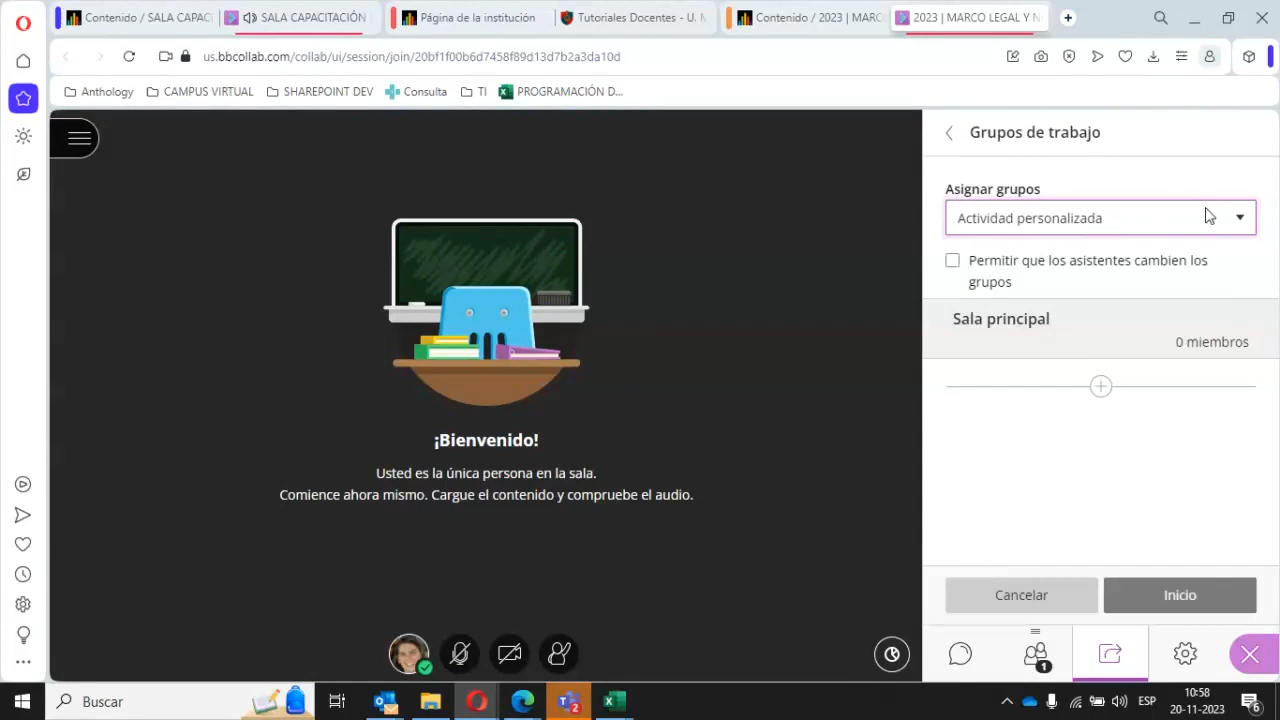 Contenido / SALA CAPAC
SALA CAPACITACIÓN
Página de la institución
Tutoriales Docentes - U. M
Contenido / 2023 | MARC
2023 | MARCO LEGAL Y N
us.bbcollab.com/collab/ui/session/join/20bf1f00b6d7458f89d13d7b2a3da10d
Anthology
CAMPUS VIRTUAL
SHAREPOINT DEV
Consulta
TI
PROGRAMACIÓN D...
Grupos de trabajo
Asignar grupos
Actividad personalizada
Permitir que los asistentes cambien los
grupos
Sala principal
0 miembros
¡Bienvenido!
Usted es la única persona en la sala.
Comience ahora mismo. Cargue el contenido y compruebe el audio.
Cancelar
Inicio
1
Buscar
2
ESP
10:58
20-11-2023
6